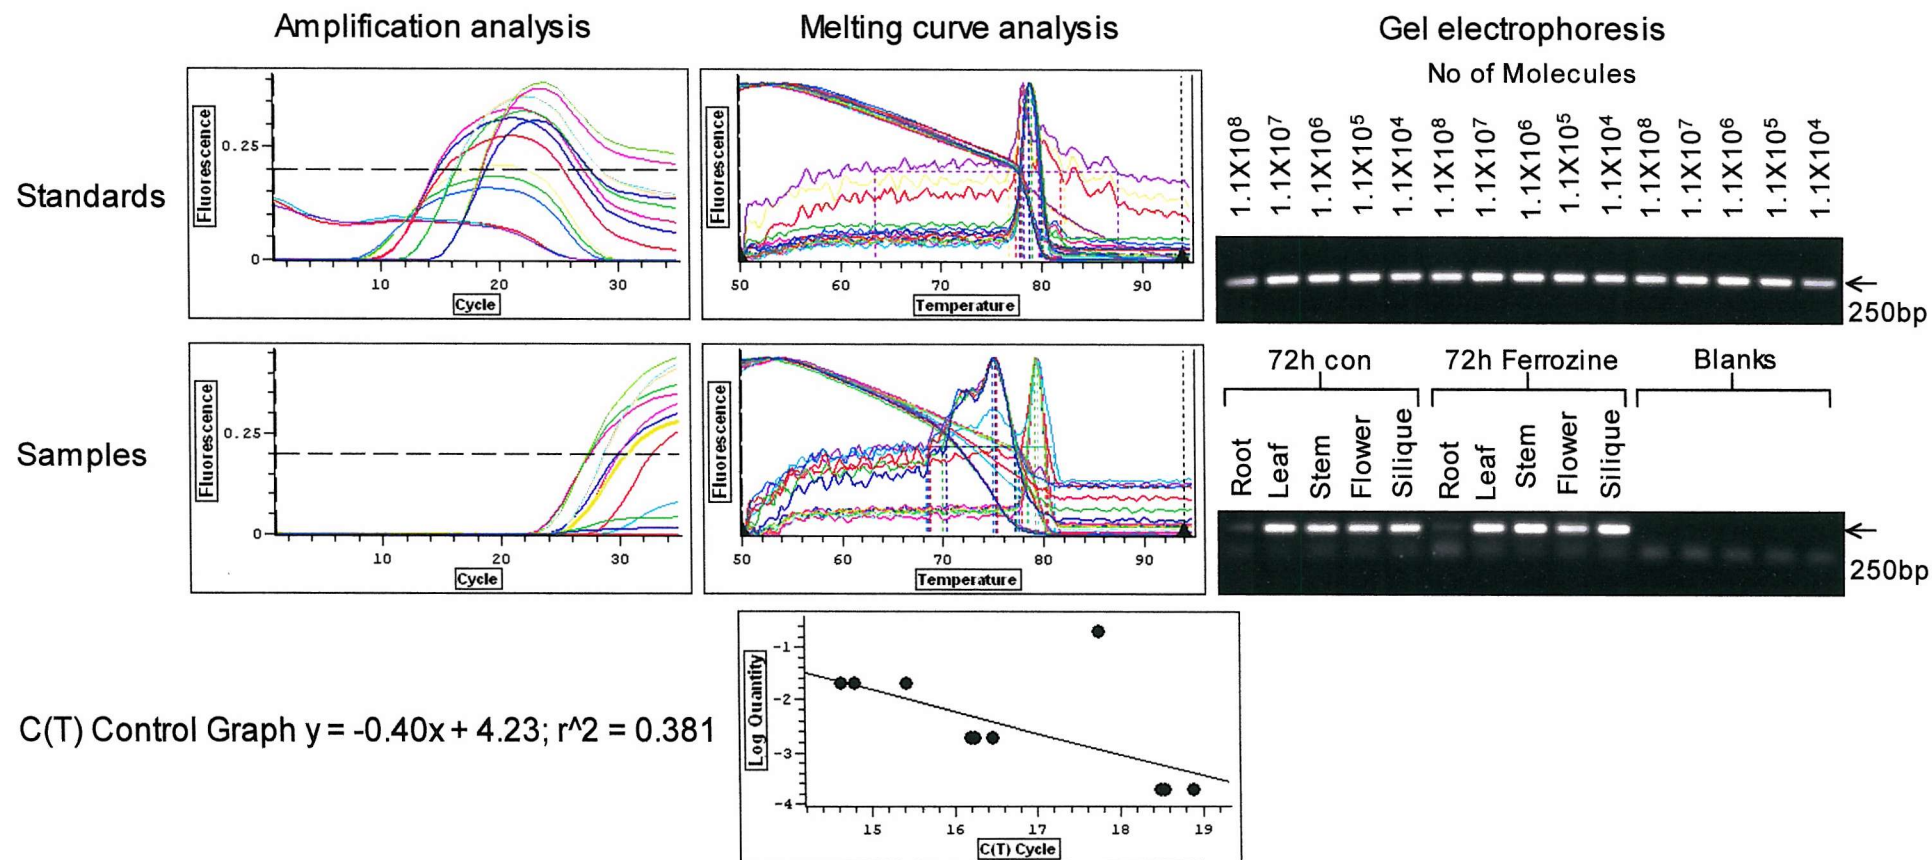 Amplification analysis
Melting curve analysis
Gel electrophoresis
No of Molecules
Standards
Fluorescence
0.25
0
10 20 30
Cycle
Fluorescence
50 60 70 80 90
Temperature
1.1X10⁸ 1.1X10⁷ 1.1X10⁶ 1.1X10⁵ 1.1X10⁴ 1.1X10⁸ 1.1X10⁷ 1.1X10⁶ 1.1X10⁵ 1.1X10⁴ 1.1X10⁸ 1.1X10⁷ 1.1X10⁶ 1.1X10⁵ 1.1X10⁴
250bp
Samples
Fluorescence
0.25
0
10 20 30
Cycle
Fluorescence
50 60 70 80 90
Temperature
72h con 72h Ferrozine Blanks
Root Leaf Stem Flower Silique Root Leaf Stem Flower Silique
250bp
C(T) Control Graph y = -0.40x + 4.23; r^2 = 0.381
Log Quantity
-1
-2
-3
-4
15 16 17 18 19
C(T) Cycle